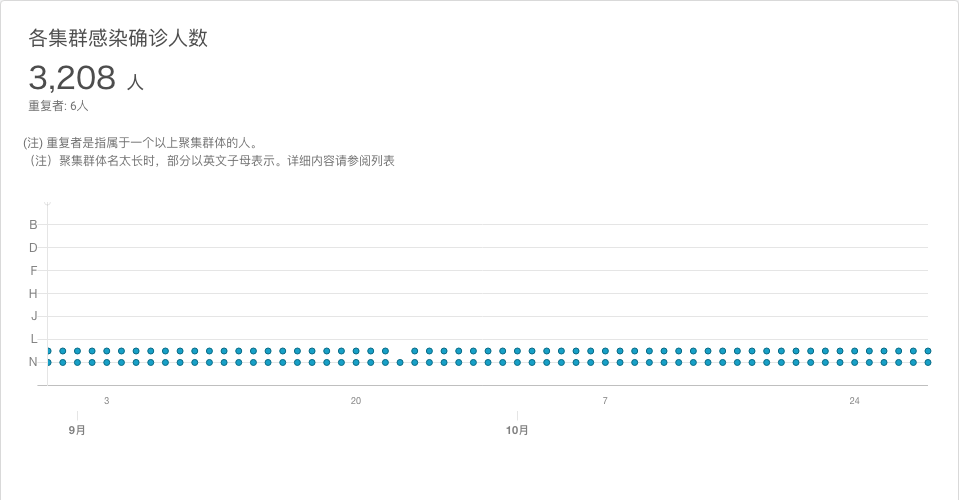 各集群感染确诊人数
3,208 人
重复者: 6人
(注) 重复者是指属于一个以上聚集群体的人。
（注）聚集群体名太长时，部分以英文子母表示。详细内容请参阅列表
B
D
F
H
J
L
N
3 20 7 24
9月 10月